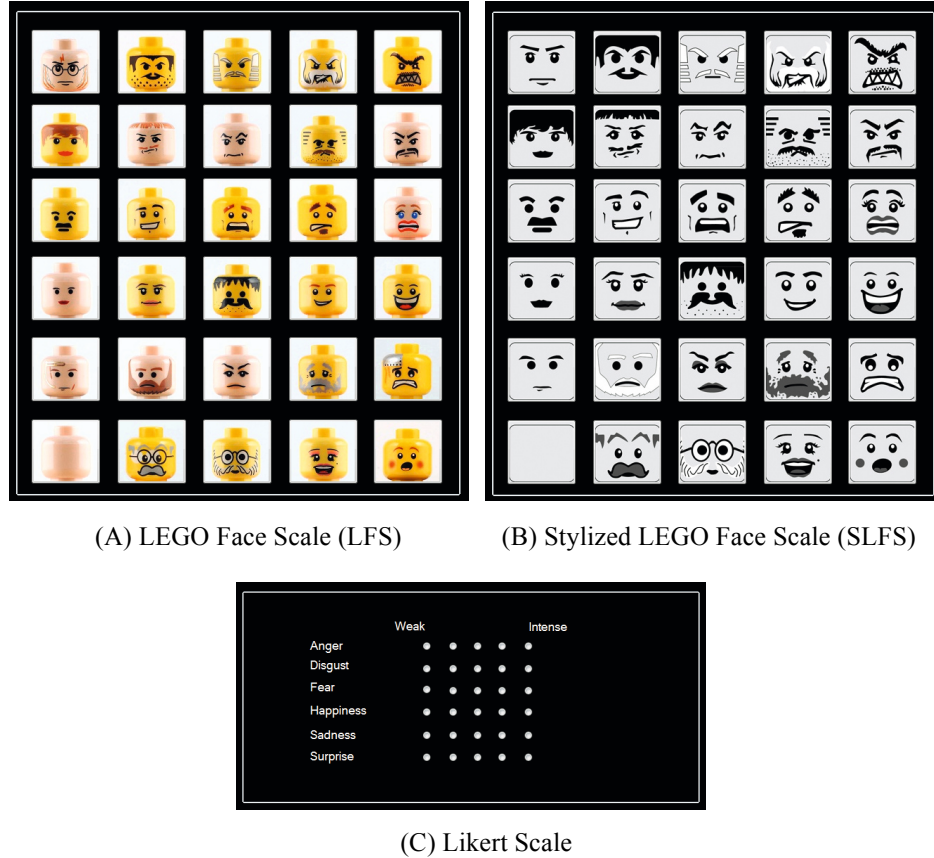 (A) LEGO Face Scale (LFS)
(B) Stylized LEGO Face Scale (SLFS)
Weak Intense
Anger
Disgust
Fear
Happiness
Sadness
Surprise
(C) Likert Scale